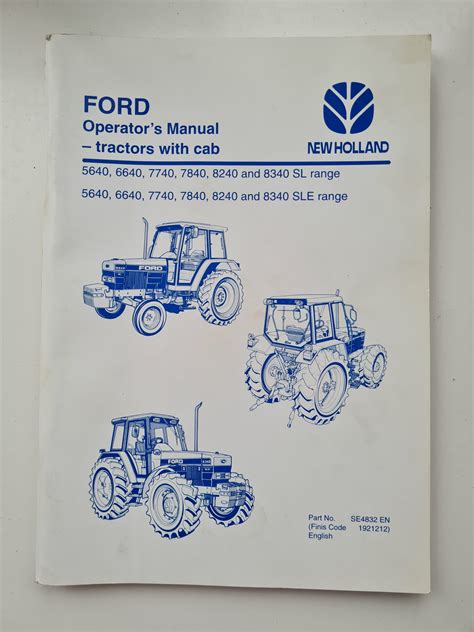 FORD
Operator's Manual
– tractors with cab
NEW HOLLAND
5640, 6640, 7740, 7840, 8240 and 8340 SL range
5640, 6640, 7740, 7840, 8240 and 8340 SLE range
FORD
FORD
Part No. SE4832 EN
(Finis Code 1921212)
English